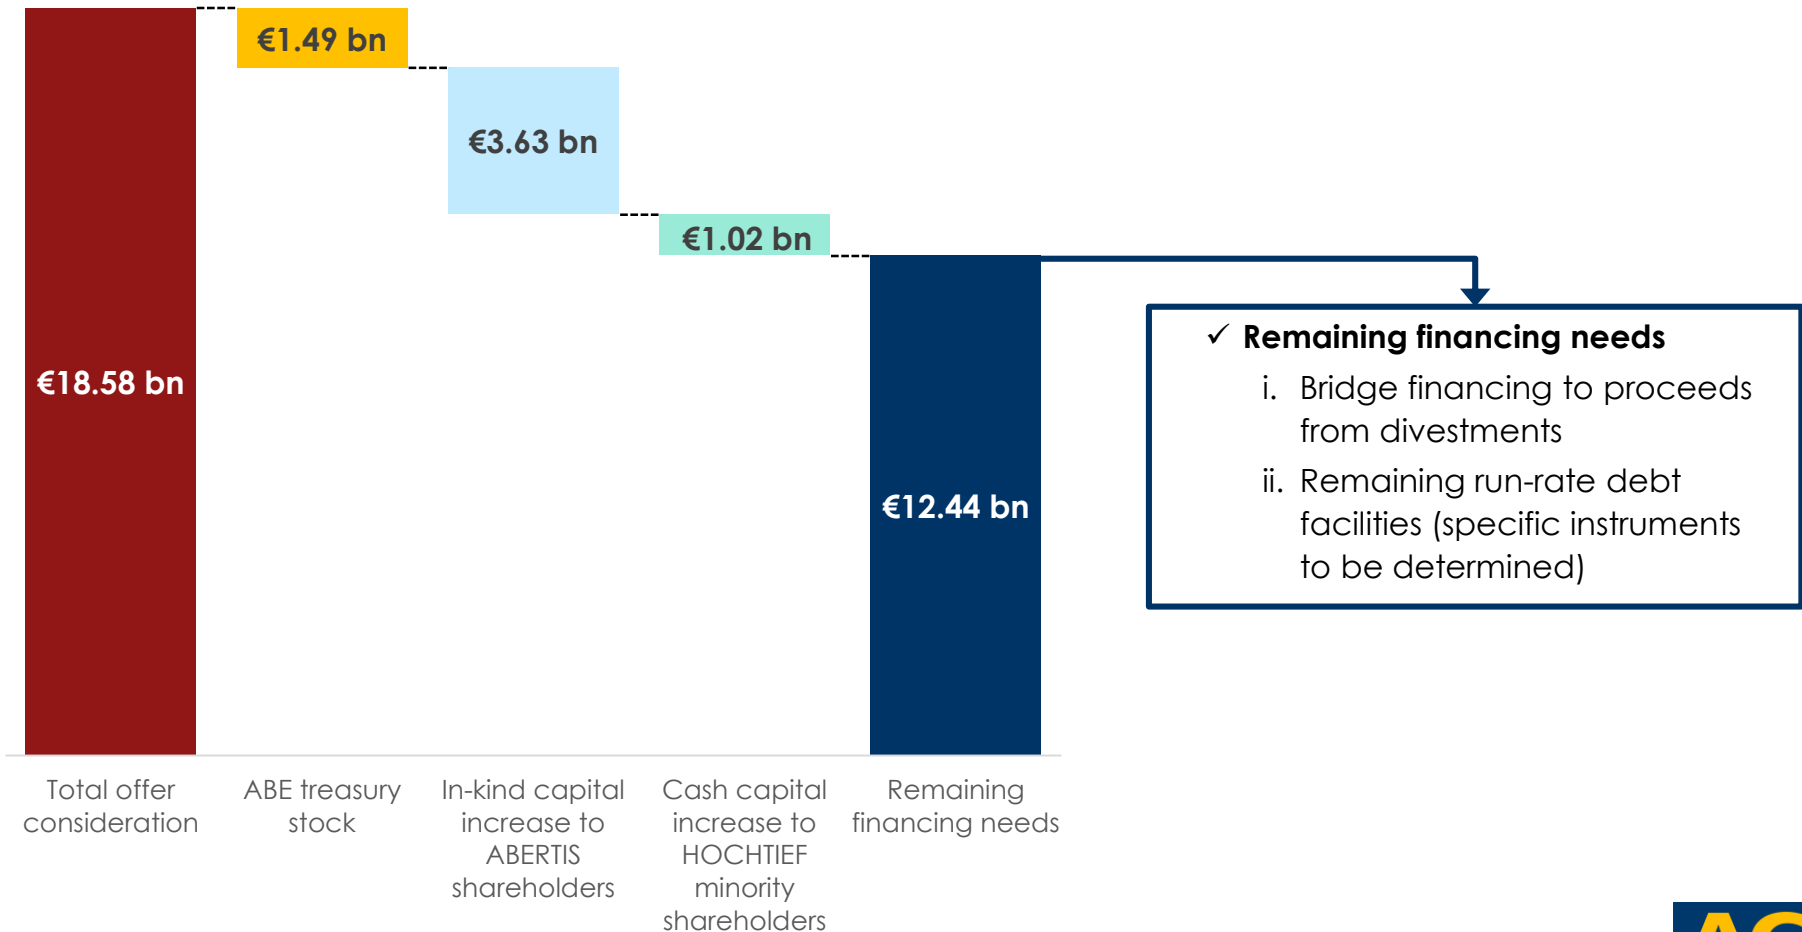 €1.49 bn
€3.63 bn
€1.02 bn
€18.58 bn
€12.44 bn
✓ Remaining financing needs
i. Bridge financing to proceeds
from divestments
ii. Remaining run-rate debt
facilities (specific instruments
to be determined)
Total offer
consideration
ABE treasury
stock
In-kind capital
increase to
ABERTIS
shareholders
Cash capital
increase to
HOCHTIEF
minority
shareholders
Remaining
financing needs